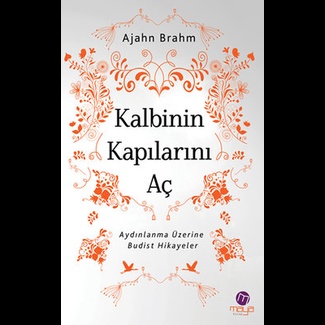 Ajahn Brahm
Kalbinin
Kapılarını
Aç
Aydınlanma Üzerine
Budist Hikayeler
maya